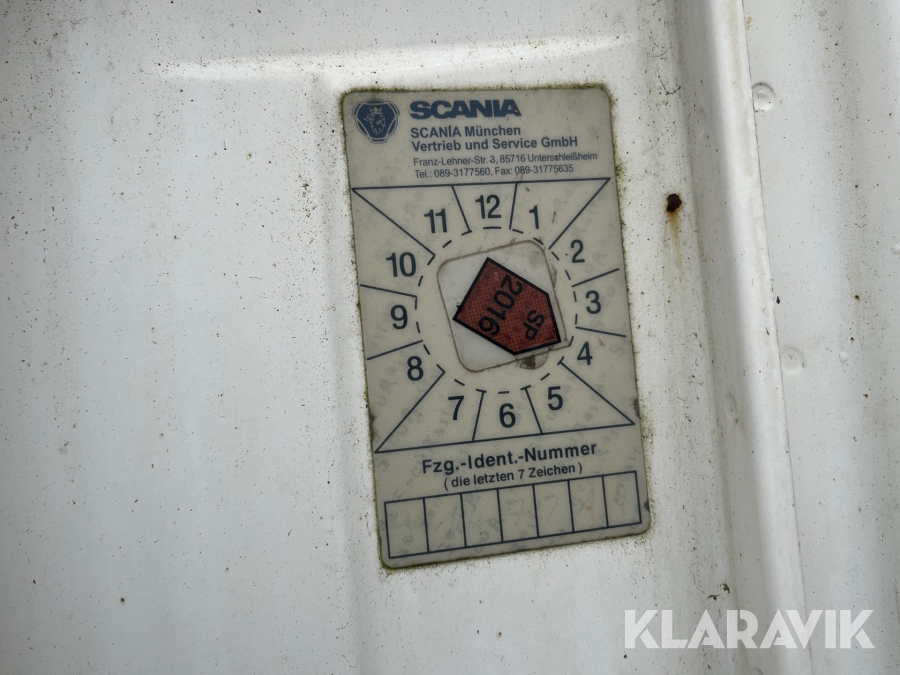 SCANIA
SCANIA München
Vertrieb und Service GmbH
Franz-Lehner-Str. 3, 85716 Unterschleißheim
Tel.: 089-3177560, Fax: 089-31775635
12
11
1
10
2
9
3
8
4
7
6
5
SP
2016
Fzg.-Ident.-Nummer
(die letzten 7 Zeichen)
KLARAVIK